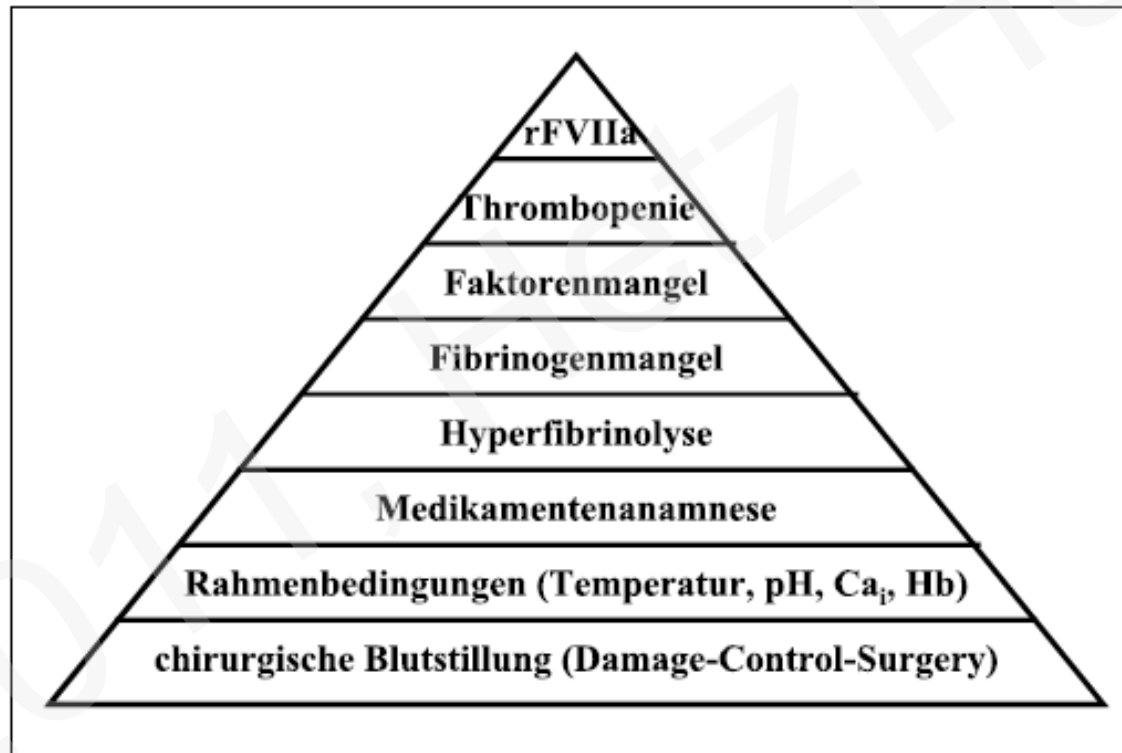 rFVIIa
Thrombopenie
Faktorenmangel
Fibrinogenmangel
Hyperfibrinolyse
Medikamentenanamnese
Rahmenbedingungen (Temperatur, pH, Cai, Hb)
chirurgische Blutstillung (Damage-Control-Surgery)